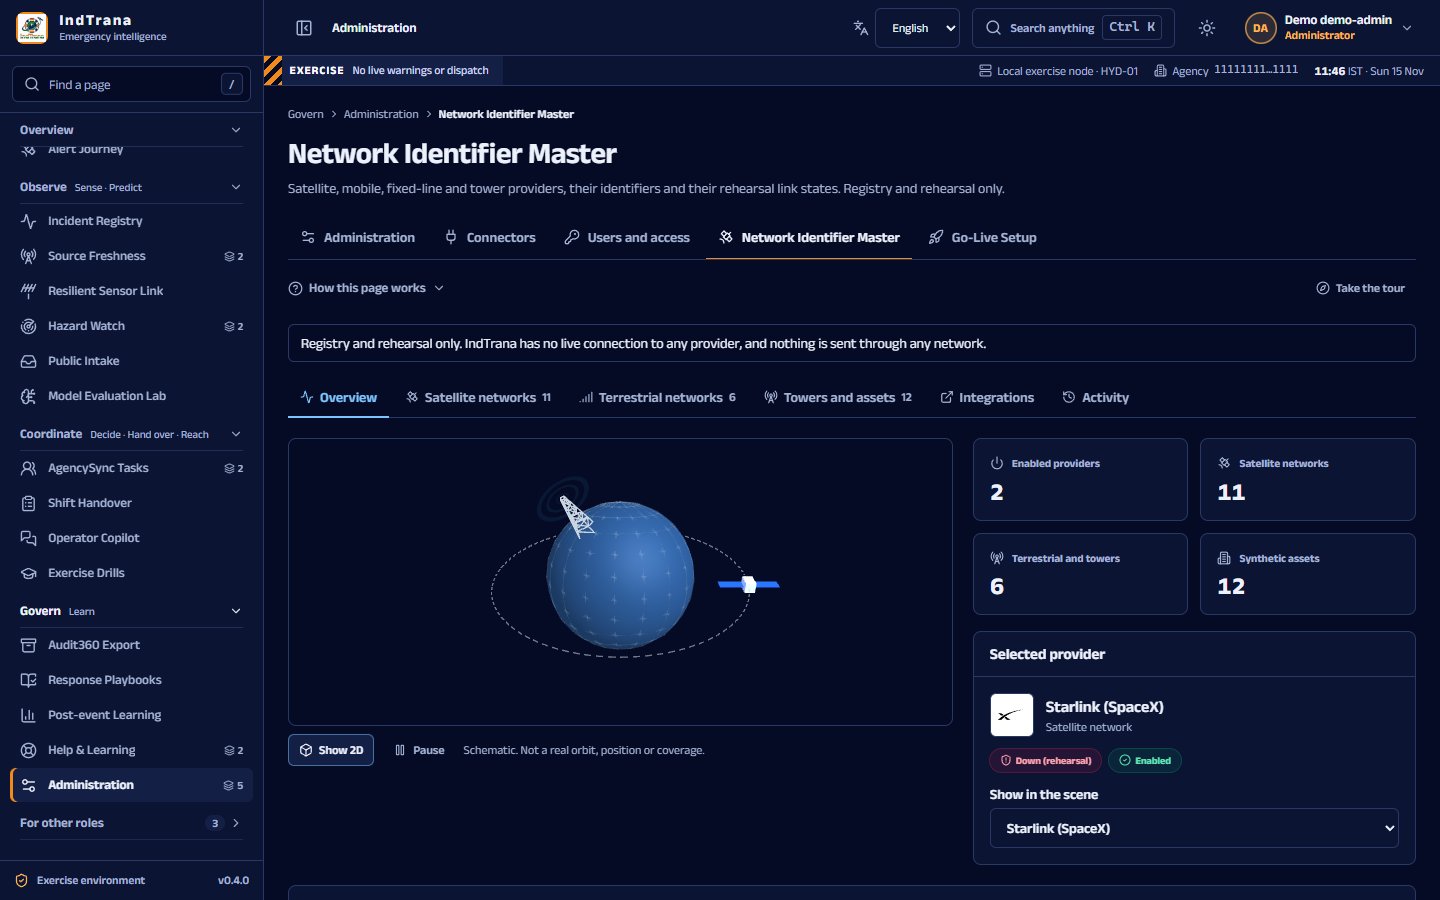 IndTrana
Emergency intelligence
Administration
English
Search anything
Ctrl K
DA
Demo demo-admin
Administrator
Find a page
/
EXERCISE No live warnings or dispatch
Local exercise node · HYD-01
Agency 11111111…1111
11:46 IST · Sun 15 Nov
Overview
Alert Journey
Observe Sense · Predict
Incident Registry
Source Freshness 2
Resilient Sensor Link
Hazard Watch 2
Public Intake
Model Evaluation Lab
Coordinate Decide · Hand over · Reach
AgencySync Tasks 2
Shift Handover
Operator Copilot
Exercise Drills
Govern Learn
Audit360 Export
Response Playbooks
Post-event Learning
Help & Learning 2
Administration 5
For other roles 3
Exercise environment v0.4.0
Govern > Administration > Network Identifier Master
Network Identifier Master
Satellite, mobile, fixed-line and tower providers, their identifiers and their rehearsal link states. Registry and rehearsal only.
Administration
Connectors
Users and access
Network Identifier Master
Go-Live Setup
How this page works
Take the tour
Registry and rehearsal only. IndTrana has no live connection to any provider, and nothing is sent through any network.
Overview
Satellite networks 11
Terrestrial networks 6
Towers and assets 12
Integrations
Activity
Show 2D
Pause
Schematic. Not a real orbit, position or coverage.
Enabled providers
2
Satellite networks
11
Terrestrial and towers
6
Synthetic assets
12
Selected provider
Starlink (SpaceX)
Satellite network
Down (rehearsal)
Enabled
Show in the scene
Starlink (SpaceX)